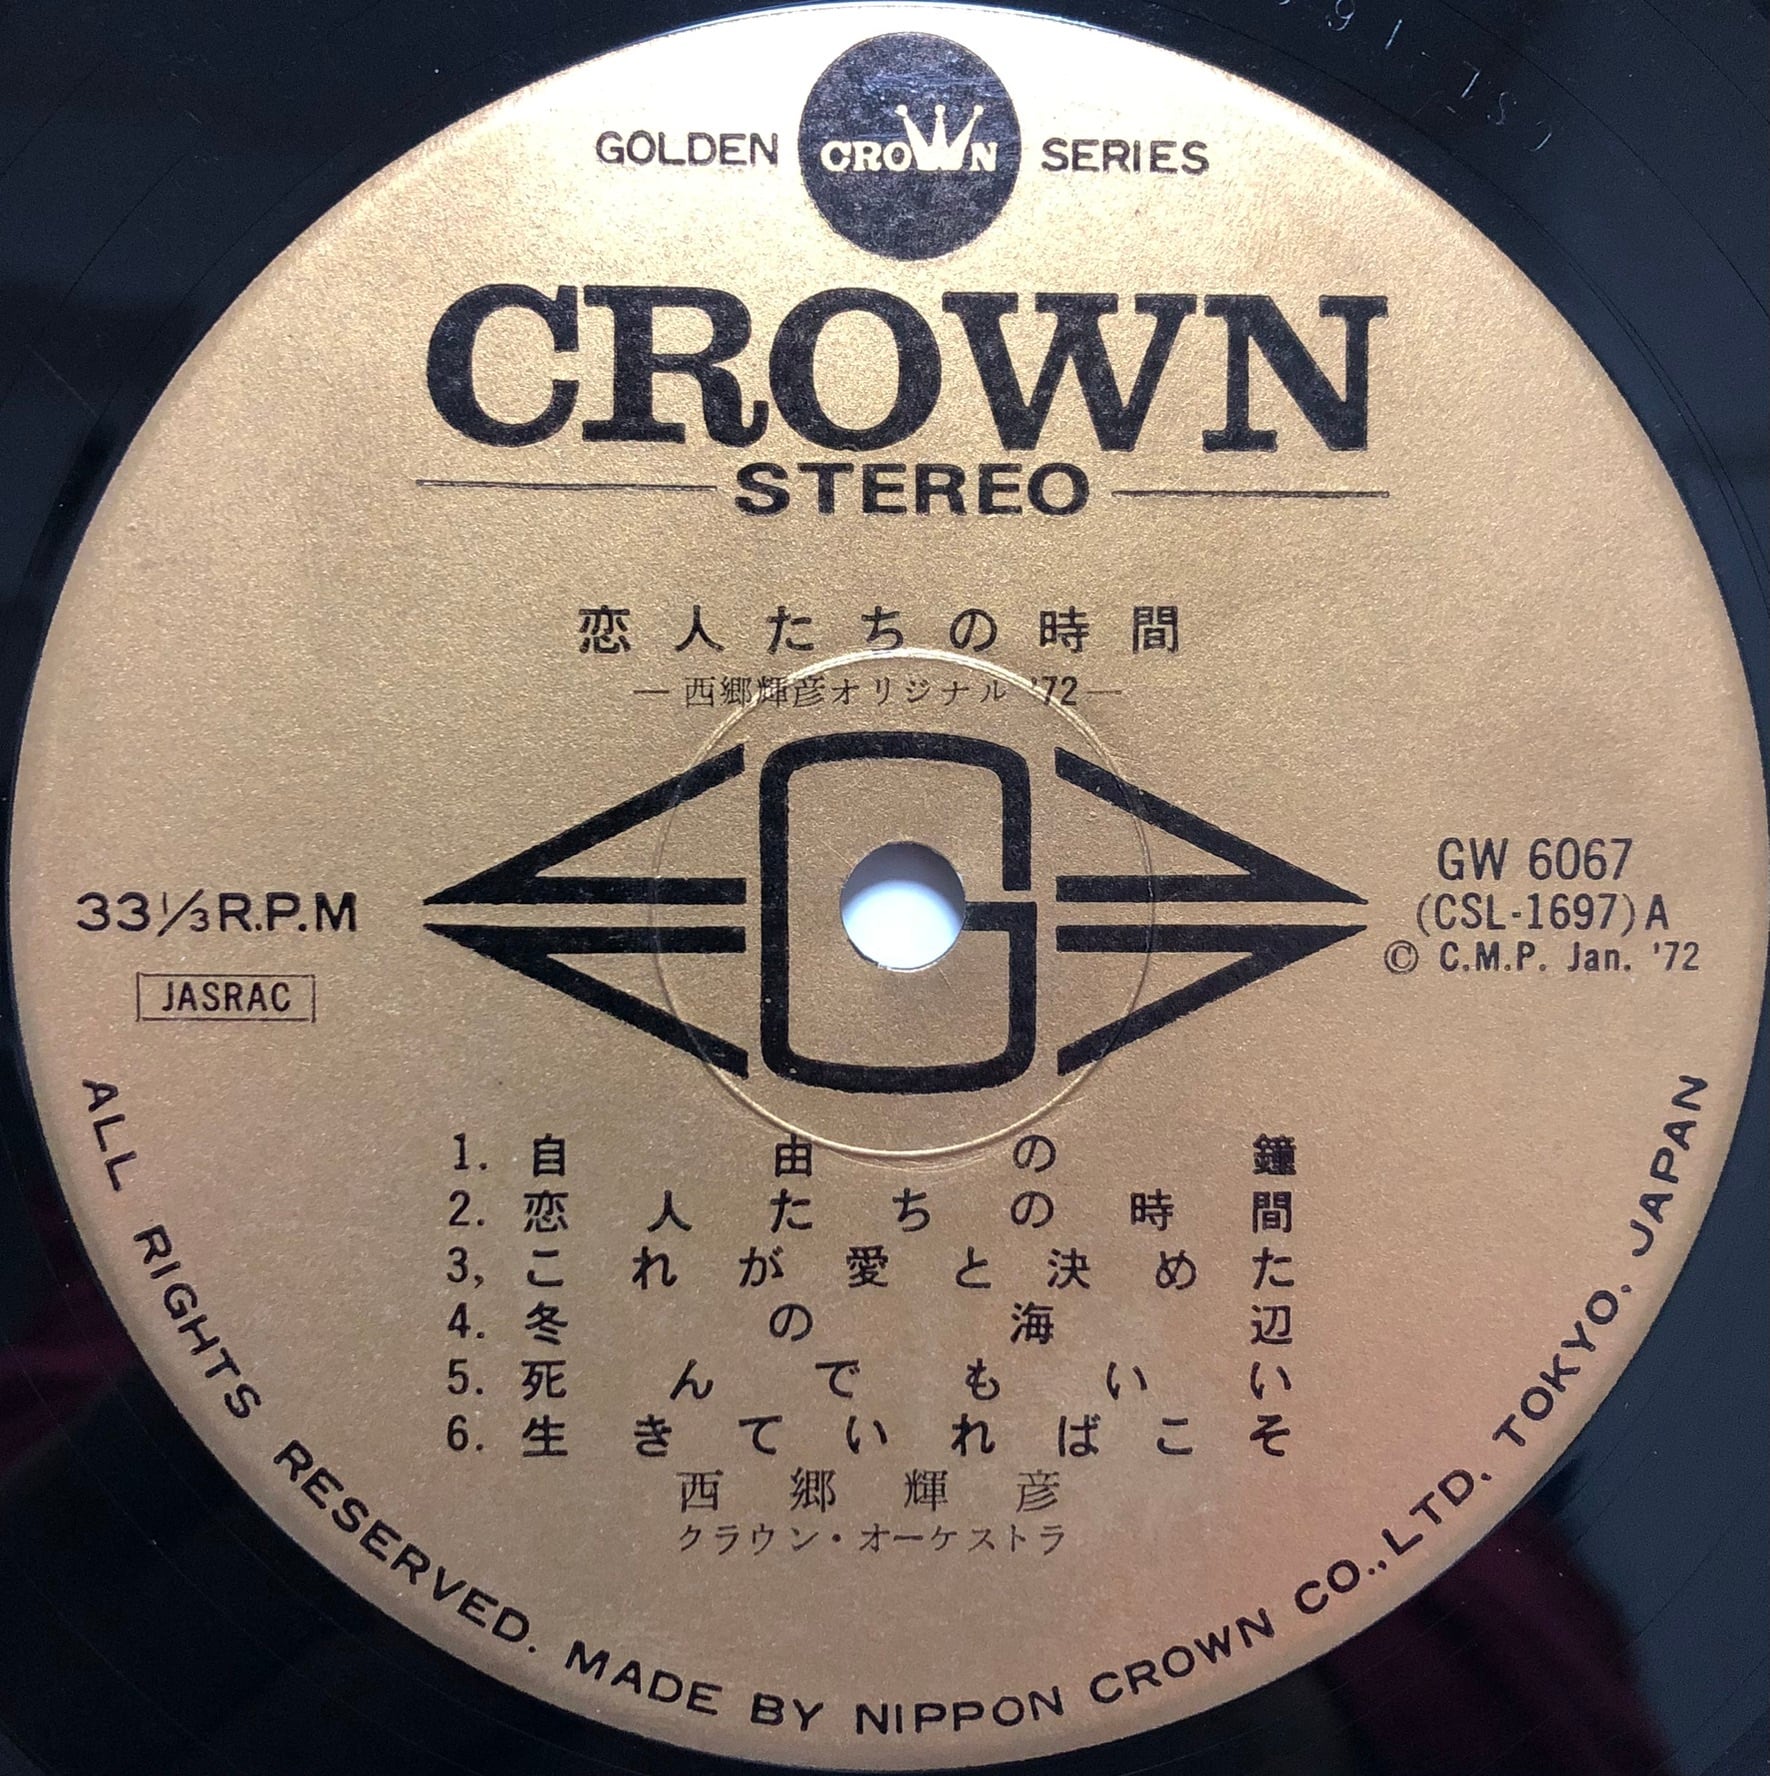 GOLDEN CROWN SERIES
CROWN
STEREO
恋人たちの時間
—西郷輝彦オリジナル '72—
G
33⅓R.P.M
JASRAC
GW 6067
(CSL-1697)A
© C.M.P. Jan. '72
1. 自由の鐘
2. 恋人たちの時間
3, これが愛と決めた
4. 冬の海辺
5. 死んでもいい
6. 生きていればこそ
西郷輝彦
クラウン・オーケストラ
ALL RIGHTS RESERVED. MADE BY NIPPON CROWN CO., LTD. TOKYO. JAPAN